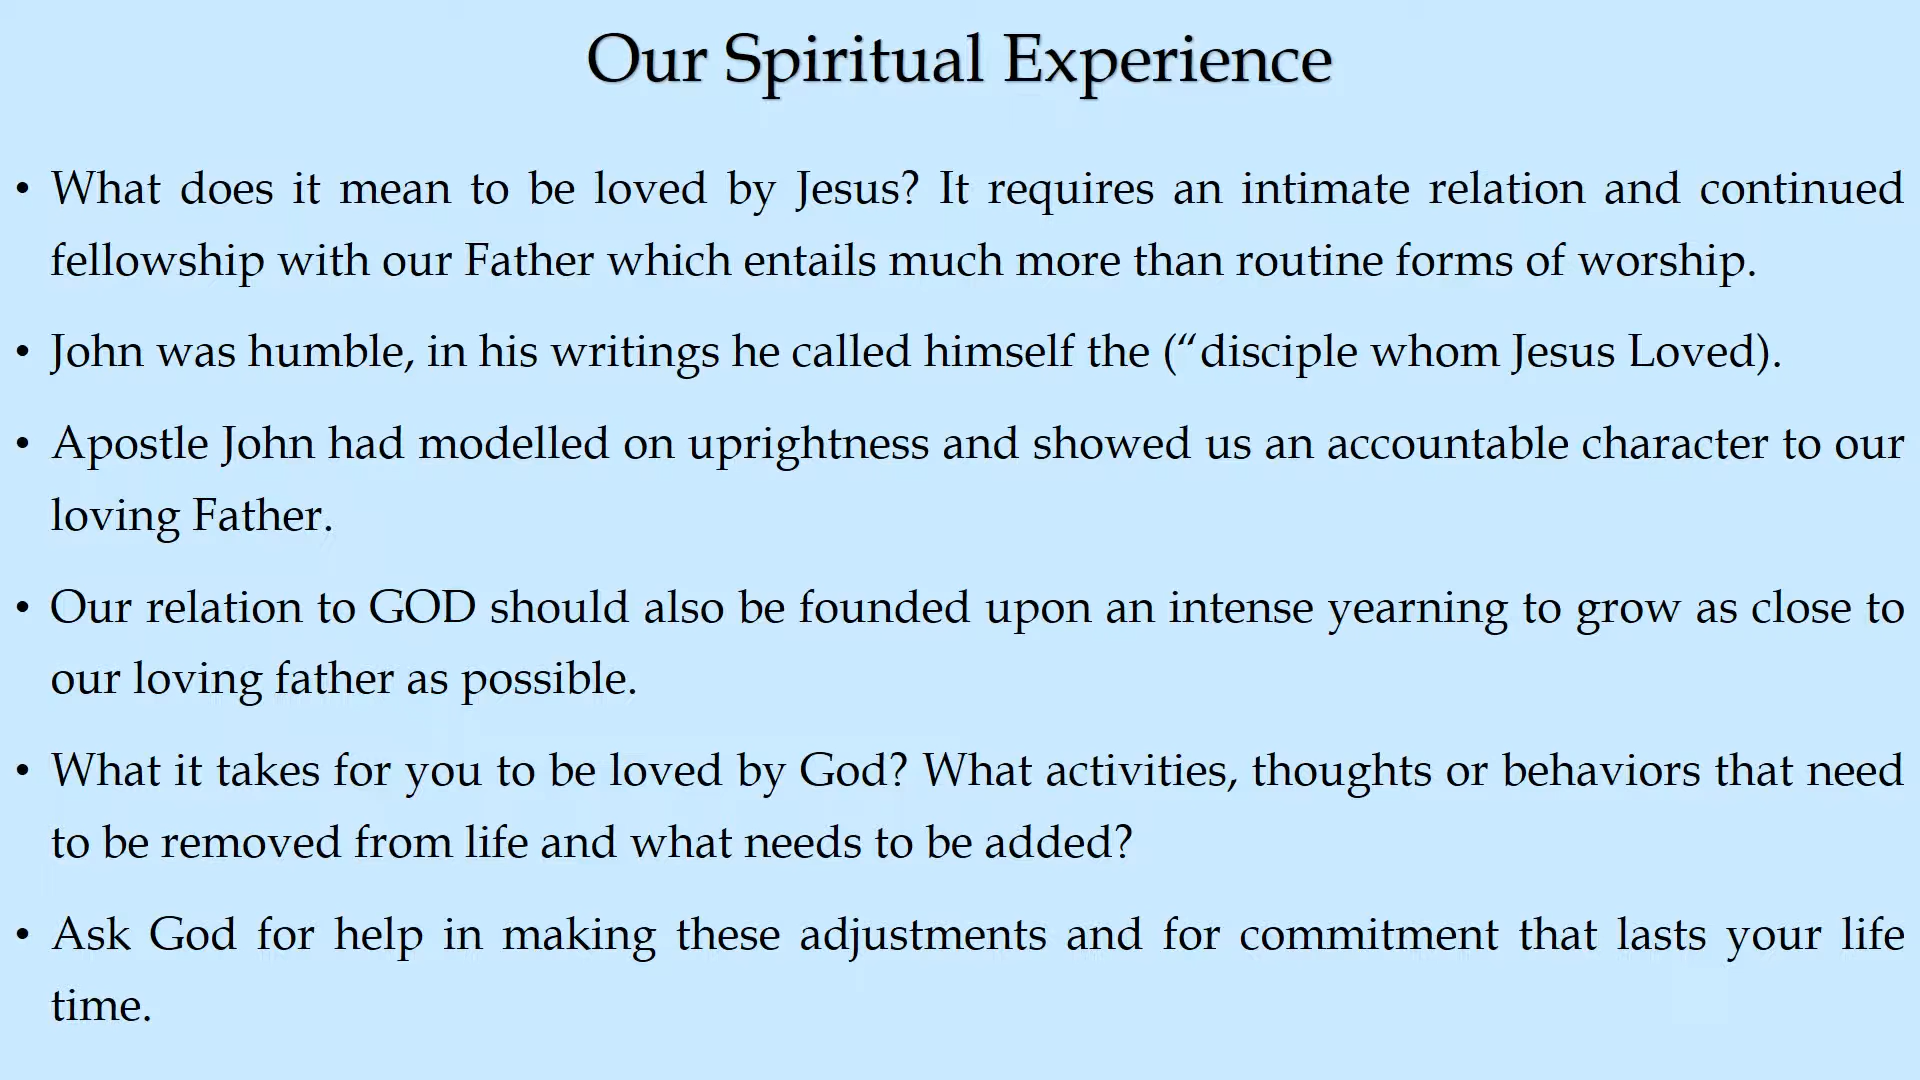 Our Spiritual Experience
• What does it mean to be loved by Jesus? It requires an intimate relation and continued
fellowship with our Father which entails much more than routine forms of worship.
• John was humble, in his writings he called himself the (“disciple whom Jesus Loved).
• Apostle John had modelled on uprightness and showed us an accountable character to our
loving Father.
• Our relation to GOD should also be founded upon an intense yearning to grow as close to
our loving father as possible.
• What it takes for you to be loved by God? What activities, thoughts or behaviors that need
to be removed from life and what needs to be added?
• Ask God for help in making these adjustments and for commitment that lasts your life
time.